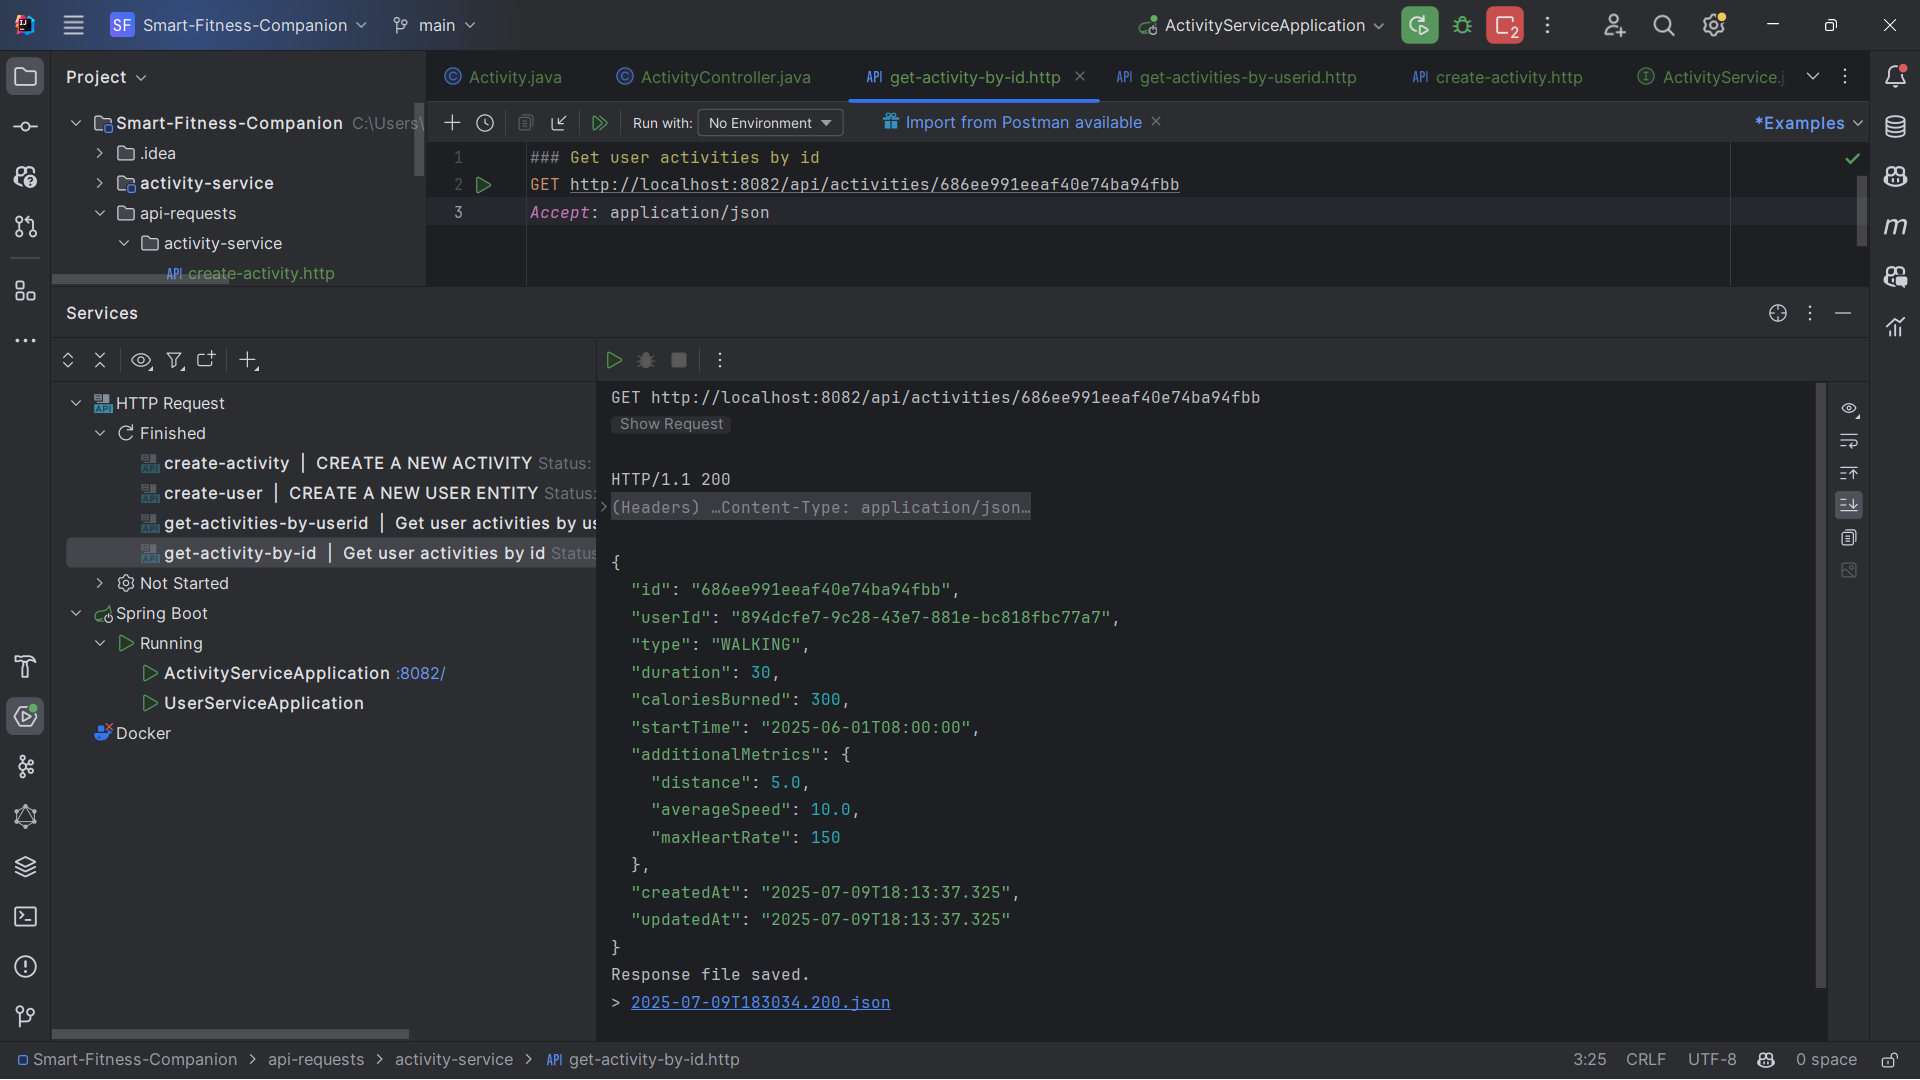 SF Smart-Fitness-Companion main ActivityServiceApplication 2
Project
Activity.java ActivityController.java API get-activity-by-id.http API get-activities-by-userid.http API create-activity.http ActivityService.j
Smart-Fitness-Companion C:\Users\
.idea
activity-service
api-requests
activity-service
API create-activity.http
Run with: No Environment Import from Postman available *Examples
1 ### Get user activities by id
2 GET http://localhost:8082/api/activities/686ee991eeaf40e74ba94fbb
3 Accept: application/json
Services
HTTP Request
Finished
create-activity | CREATE A NEW ACTIVITY Status:
create-user | CREATE A NEW USER ENTITY Status:
get-activities-by-userid | Get user activities by us
get-activity-by-id | Get user activities by id Status
Not Started
Spring Boot
Running
ActivityServiceApplication :8082/
UserServiceApplication
Docker
GET http://localhost:8082/api/activities/686ee991eeaf40e74ba94fbb
Show Request
HTTP/1.1 200
(Headers) …Content-Type: application/json…
{
"id": "686ee991eeaf40e74ba94fbb",
"userId": "894dcfe7-9c28-43e7-881e-bc818fbc77a7",
"type": "WALKING",
"duration": 30,
"caloriesBurned": 300,
"startTime": "2025-06-01T08:00:00",
"additionalMetrics": {
"distance": 5.0,
"averageSpeed": 10.0,
"maxHeartRate": 150
},
"createdAt": "2025-07-09T18:13:37.325",
"updatedAt": "2025-07-09T18:13:37.325"
}
Response file saved.
> 2025-07-09T183034.200.json
Smart-Fitness-Companion > api-requests > activity-service > API get-activity-by-id.http 3:25 CRLF UTF-8 0 space